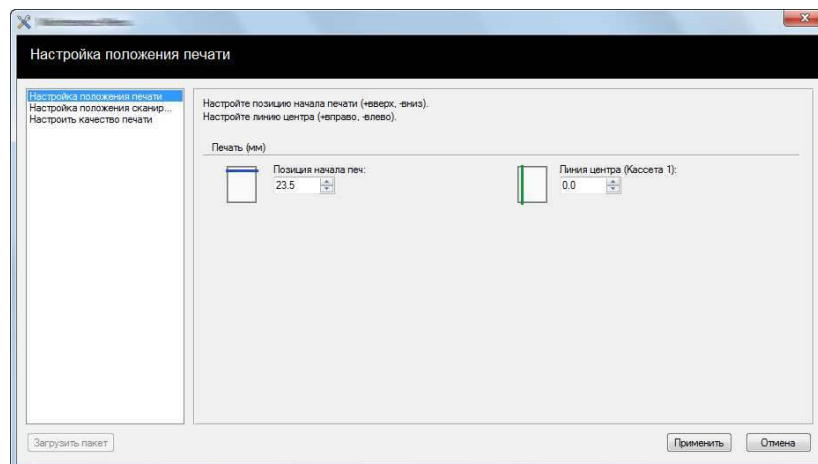 Настройка положения печати
Настройка положения печати
Настройка положения сканир...
Настроить качество печати
Настройте позицию начала печати (+вверх, -вниз).
Настройте линию центра (+вправо, -влево).
Печать (мм)
Позиция начала печ:
23.5
Линия центра (Кассета 1):
0.0
Загрузить пакет
Применить
Отмена